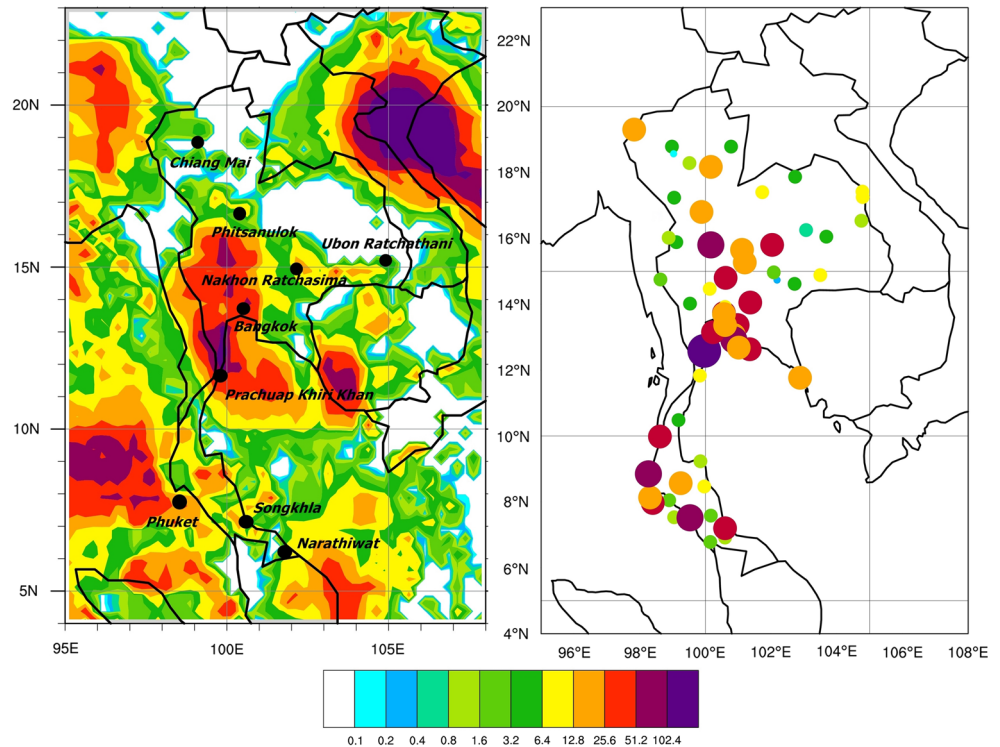 20N
15N
10N
5N
95E
100E
105E
Chiang Mai
Phitsanulok
Ubon Ratchathani
Nakhon Ratchasima
Bangkok
Prachuap Khiri Khan
Phuket
Songkhla
Narathiwat
22°N
20°N
18°N
16°N
14°N
12°N
10°N
8°N
6°N
4°N
96°E
98°E
100°E
102°E
104°E
106°E
108°E
0.1 0.2 0.4 0.8 1.6 3.2 6.4 12.8 25.6 51.2 102.4